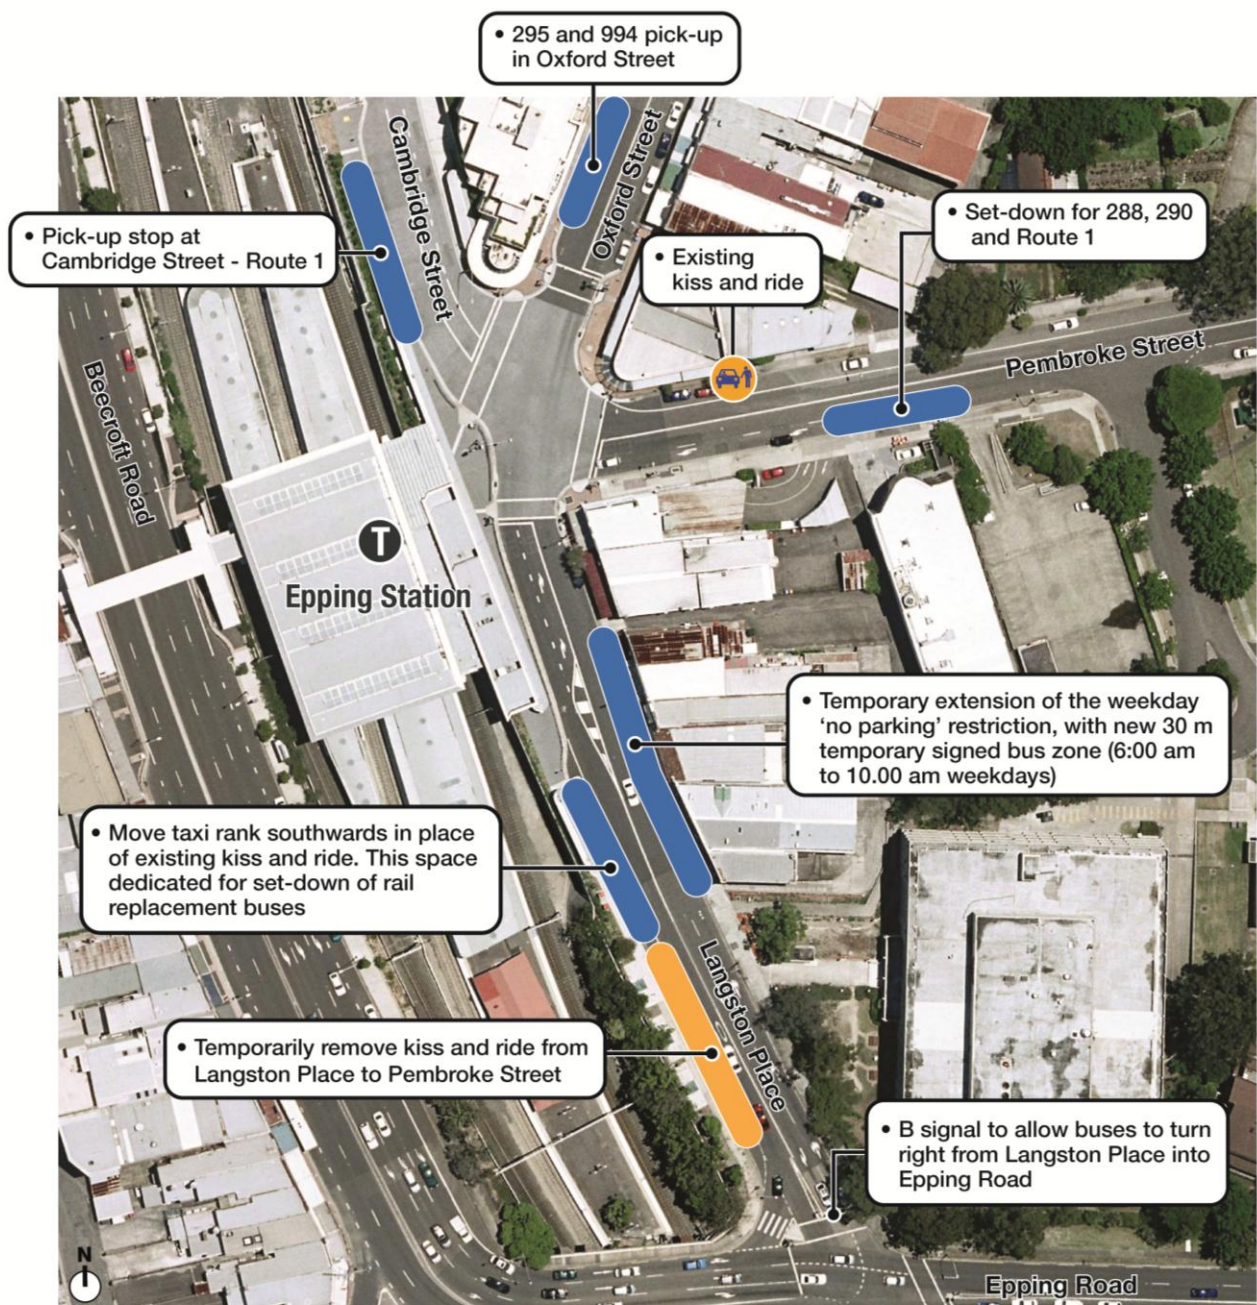 • 295 and 994 pick-up
in Oxford Street
Cambridge Street
Oxford Street
• Pick-up stop at
Cambridge Street - Route 1
• Existing
kiss and ride
• Set-down for 288, 290
and Route 1
Pembroke Street
Beecroft Road
T
Epping Station
• Temporary extension of the weekday
‘no parking’ restriction, with new 30 m
temporary signed bus zone (6:00 am
to 10.00 am weekdays)
• Move taxi rank southwards in place
of existing kiss and ride. This space
dedicated for set-down of rail
replacement buses
Langston Place
• Temporarily remove kiss and ride from
Langston Place to Pembroke Street
• B signal to allow buses to turn
right from Langston Place into
Epping Road
N
Epping Road